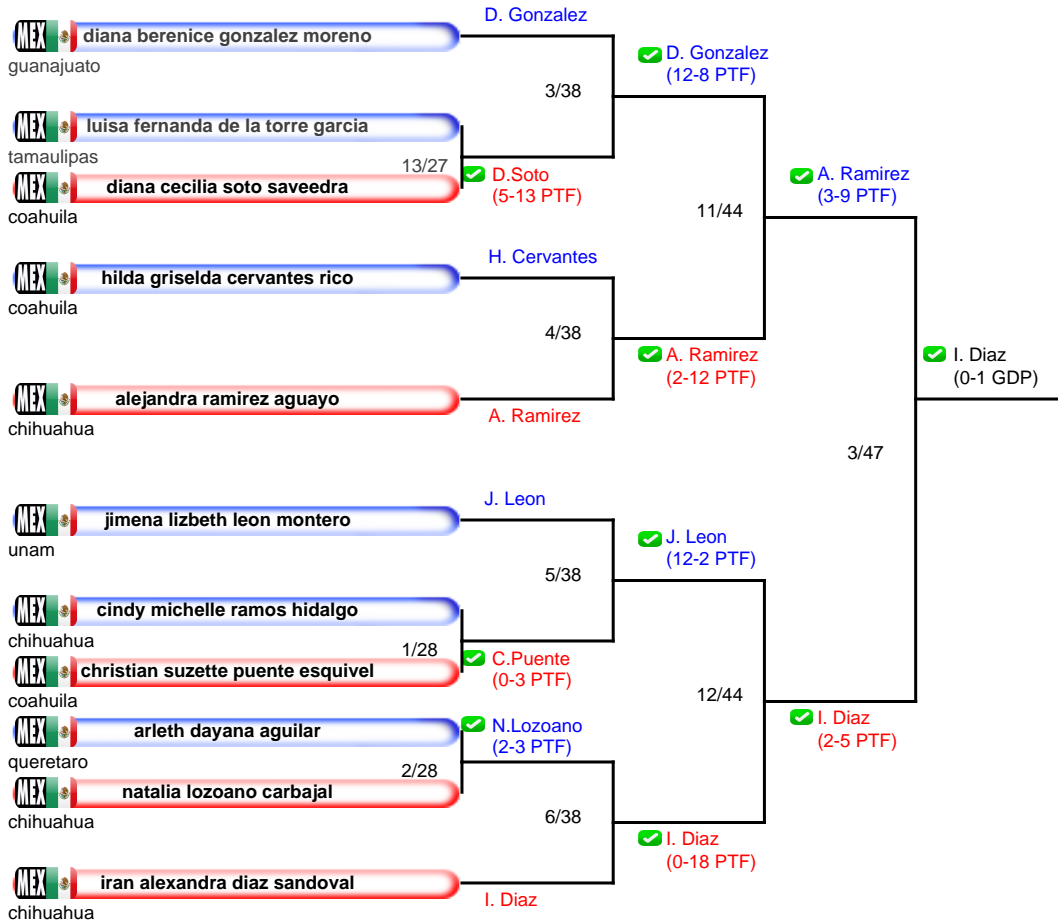 D. Gonzalez
MEX diana berenice gonzalez moreno
guanajuato
D. Gonzalez
(12-8 PTF)
3/38
MEX luisa fernanda de la torre garcia
tamaulipas
13/27
D.Soto
(5-13 PTF)
MEX diana cecilia soto saveedra
coahuila
A. Ramirez
(3-9 PTF)
11/44
H. Cervantes
MEX hilda griselda cervantes rico
coahuila
4/38
A. Ramirez
(2-12 PTF)
I. Diaz
(0-1 GDP)
MEX alejandra ramirez aguayo
chihuahua
A. Ramirez
3/47
J. Leon
MEX jimena lizbeth leon montero
unam
J. Leon
(12-2 PTF)
5/38
MEX cindy michelle ramos hidalgo
chihuahua
1/28
C.Puente
(0-3 PTF)
MEX christian suzette puente esquivel
coahuila
12/44
I. Diaz
(2-5 PTF)
MEX arleth dayana aguilar
queretaro
N.Lozoano
(2-3 PTF)
2/28
MEX natalia lozoano carbajal
chihuahua
6/38
I. Diaz
(0-18 PTF)
MEX iran alexandra diaz sandoval
chihuahua
I. Diaz